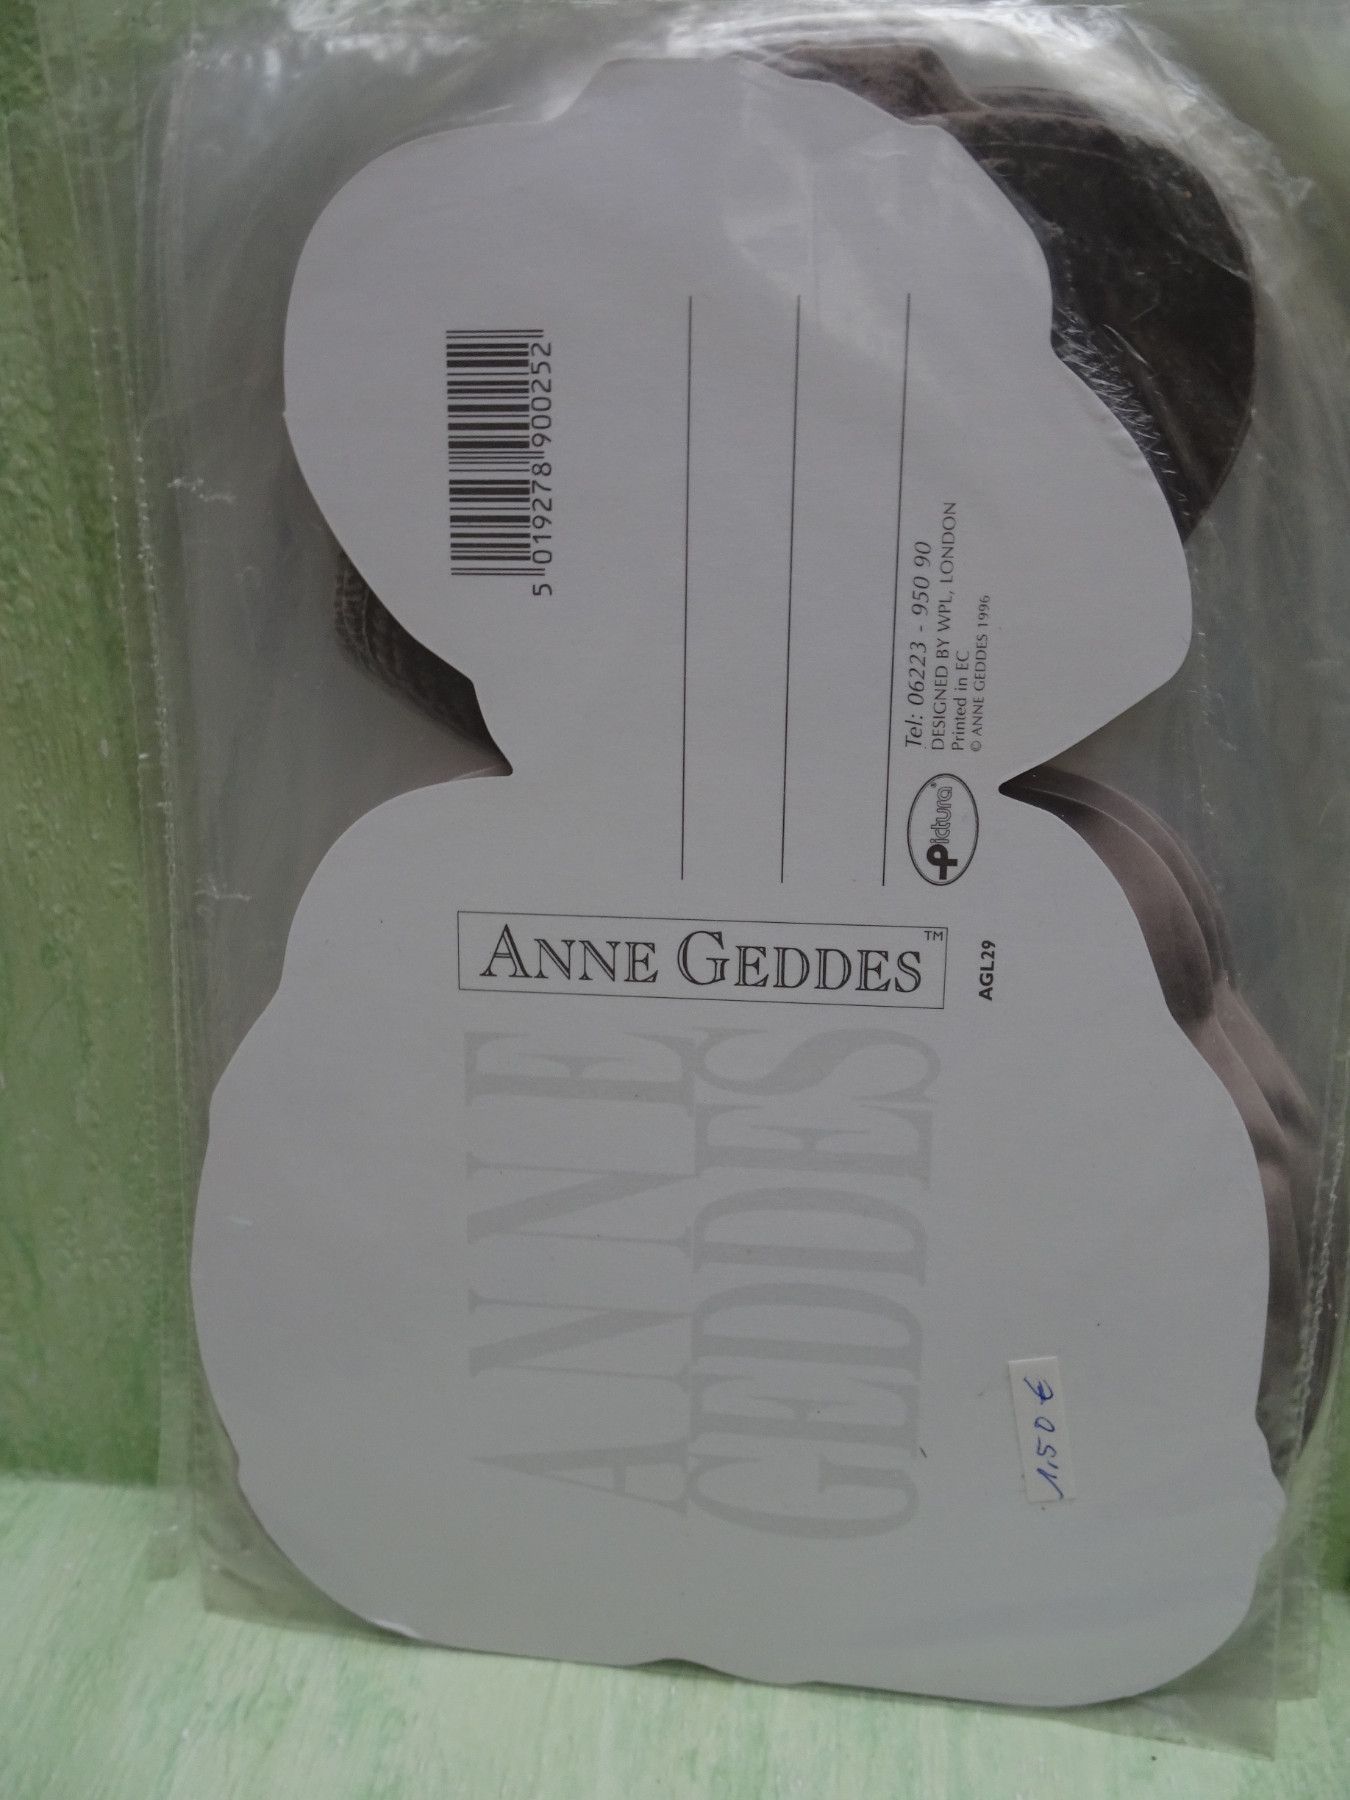 5 019278 900252
Tel: 06223 - 950 90
DESIGNED BY WPL, LONDON
Printed in EC
© ANNE GEDDES 1996
Pictura®
ANNE GEDDES™
AGL29
ANNE
GEDDES
1,50 €